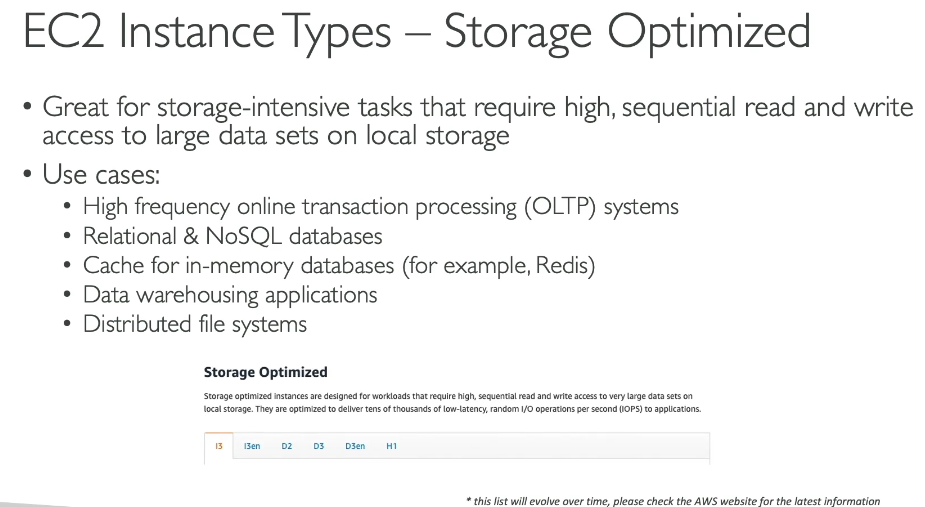 EC2 Instance Types – Storage Optimized
• Great for storage-intensive tasks that require high, sequential read and write
access to large data sets on local storage
• Use cases:
• High frequency online transaction processing (OLTP) systems
• Relational & NoSQL databases
• Cache for in-memory databases (for example, Redis)
• Data warehousing applications
• Distributed file systems
Storage Optimized
Storage optimized instances are designed for workloads that require high, sequential read and write access to very large data sets on
local storage. They are optimized to deliver tens of thousands of low-latency, random I/O operations per second (IOPS) to applications.
I3 I3en D2 D3 D3en H1
* this list will evolve over time, please check the AWS website for the latest information